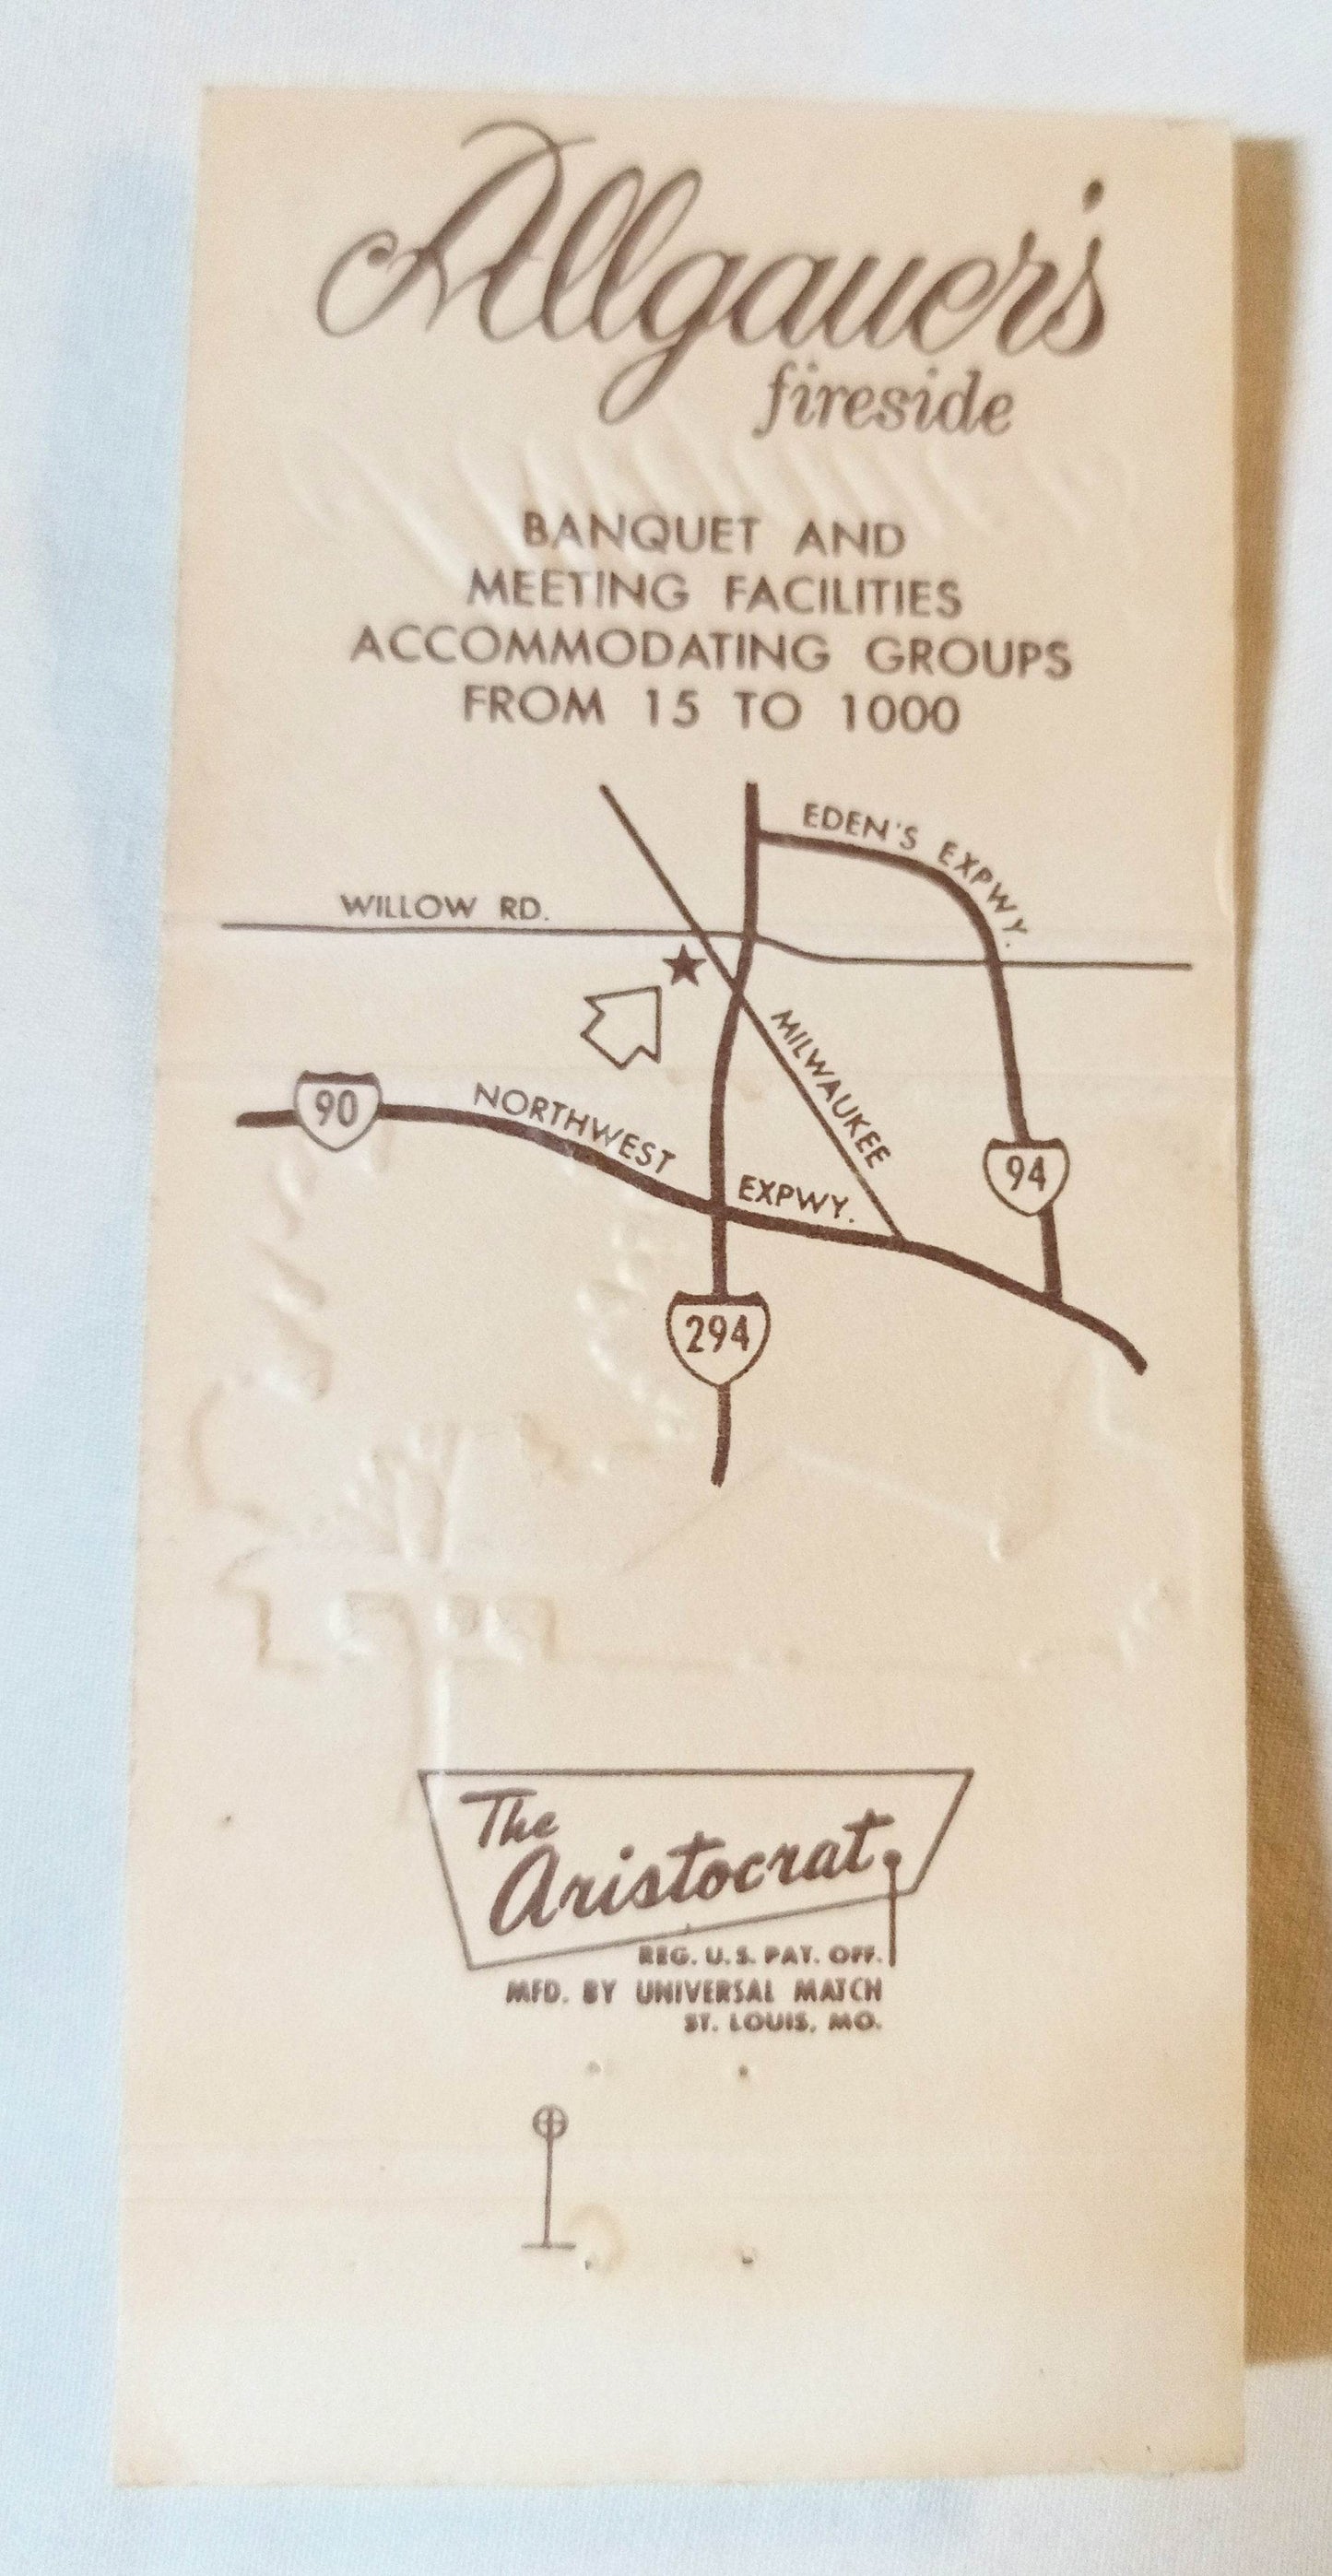 Allgauer's
fireside
BANQUET AND
MEETING FACILITIES
ACCOMMODATING GROUPS
FROM 15 TO 1000
EDEN'S EXPWY.
WILLOW RD.
MILWAUKEE
90
NORTHWEST EXPWY.
94
294
The
Aristocrat
REG. U.S. PAT. OFF.
MFD. BY UNIVERSAL MATCH
ST. LOUIS, MO.